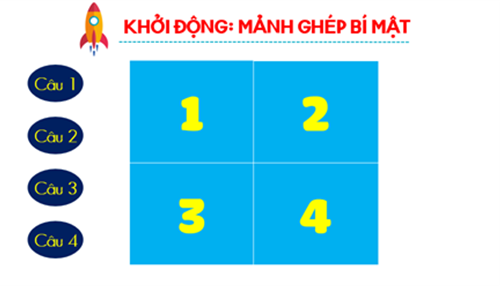 KHỞI ĐỘNG: MẢNH GHÉP BÍ MẬT
Câu 1
Câu 2
Câu 3
Câu 4
1 2
3 4